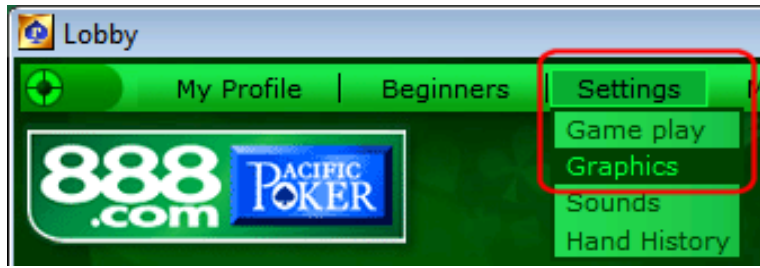 Lobby
My Profile | Beginners | Settings
Game play
Graphics
Sounds
Hand History
888
.com
PACIFIC
POKER